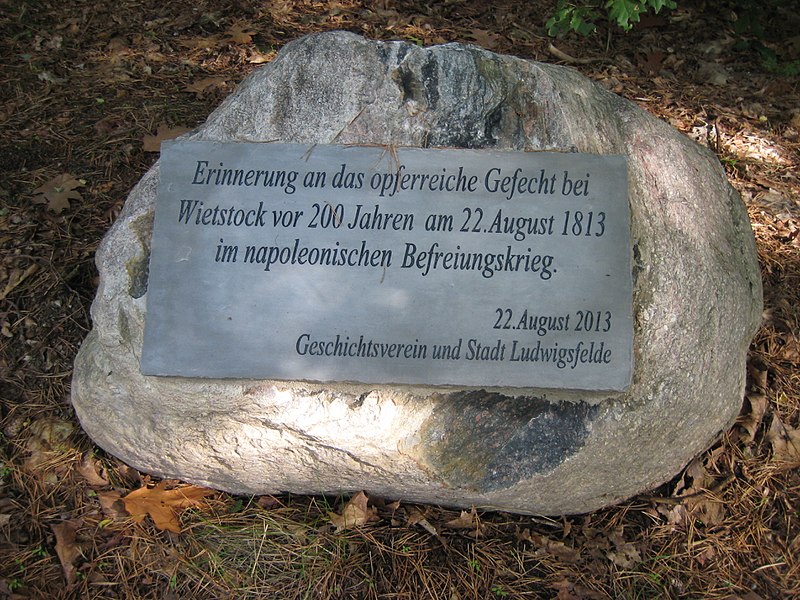 Erinnerung an das opferreiche Gefecht bei
Wietstock vor 200 Jahren am 22.August 1813
im napoleonischen Befreiungskrieg.
22.August 2013
Geschichtsverein und Stadt Ludwigsfelde